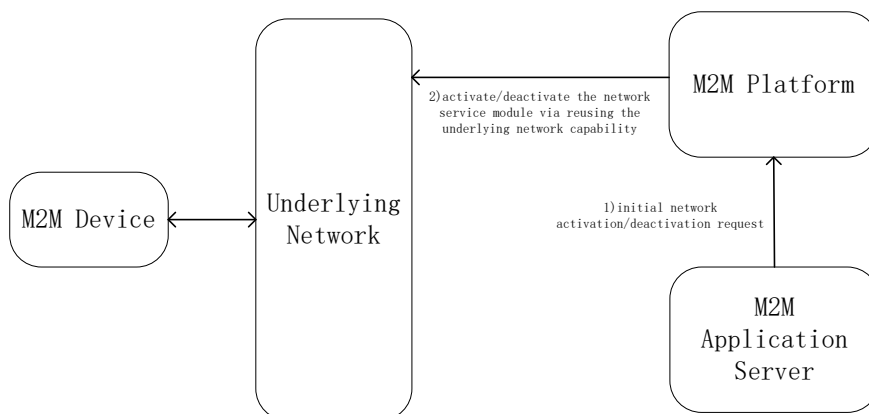 M2M Platform
2)activate/deactivate the network
service module via reusing the
underlying network capability
Underlying
Network
M2M Device
1)initial network
activation/deactivation request
M2M
Application
Server